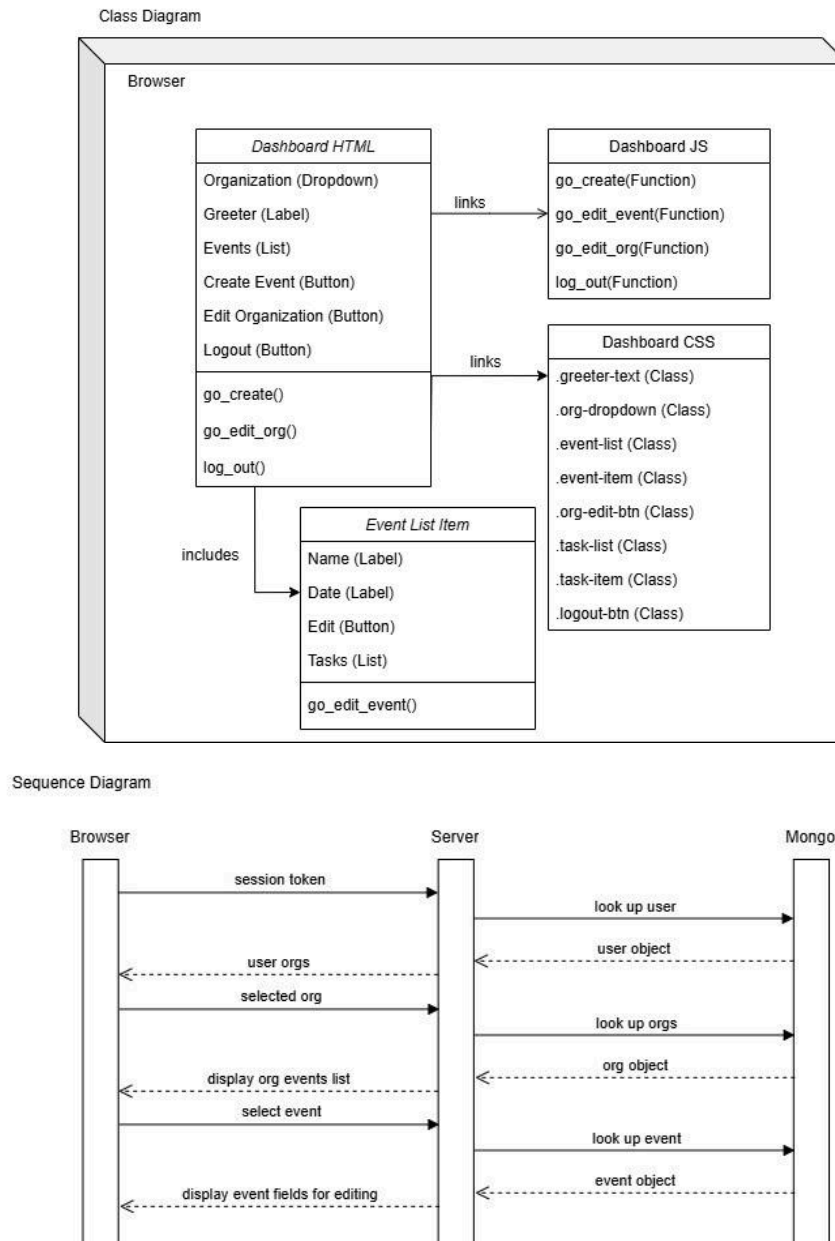 Class Diagram
Browser
Dashboard HTML
Organization (Dropdown)
Greeter (Label)
Events (List)
Create Event (Button)
Edit Organization (Button)
Logout (Button)
go_create()
go_edit_org()
log_out()
links
Dashboard JS
go_create(Function)
go_edit_event(Function)
go_edit_org(Function)
log_out(Function)
links
Dashboard CSS
.greeter-text (Class)
.org-dropdown (Class)
.event-list (Class)
.event-item (Class)
.org-edit-btn (Class)
.task-list (Class)
.task-item (Class)
.logout-btn (Class)
includes
Event List Item
Name (Label)
Date (Label)
Edit (Button)
Tasks (List)
go_edit_event()
Sequence Diagram
Browser
Server
Mongo
session token
look up user
user object
user orgs
selected org
look up orgs
org object
display org events list
select event
look up event
event object
display event fields for editing